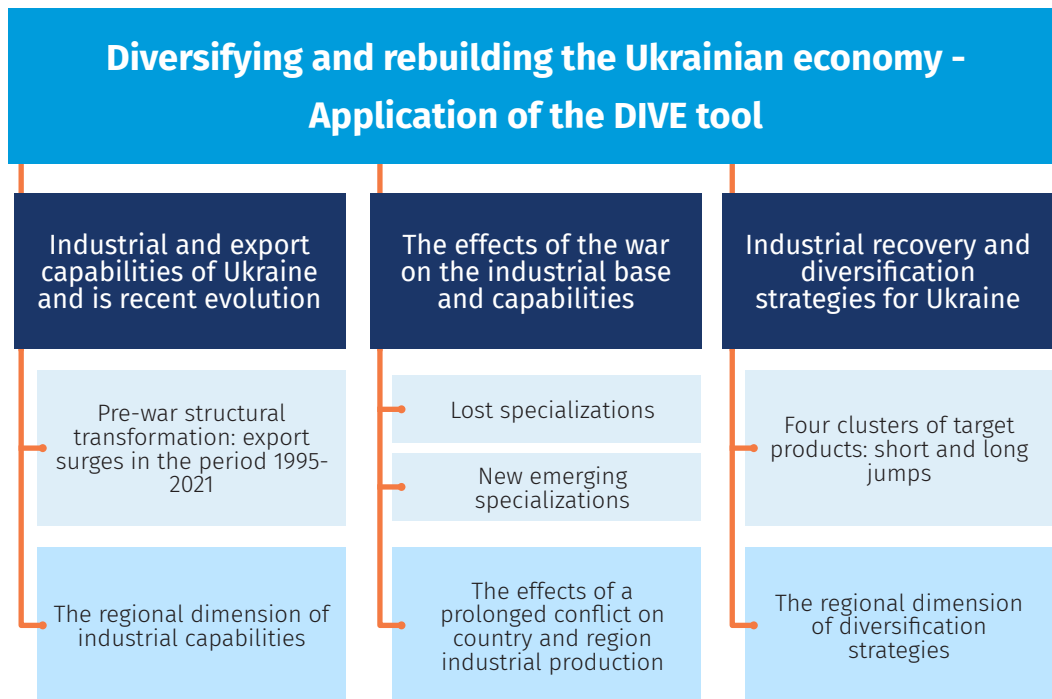 Diversifying and rebuilding the Ukrainian economy -
Application of the DIVE tool
Industrial and export
capabilities of Ukraine
and is recent evolution
Pre-war structural
transformation: export
surges in the period 1995-
2021
The regional dimension of
industrial capabilities
The effects of the war
on the industrial base
and capabilities
Lost specializations
New emerging
specializations
The effects of a
prolonged conflict on
country and region
industrial production
Industrial recovery and
diversification
strategies for Ukraine
Four clusters of target
products: short and long
jumps
The regional dimension
of diversification
strategies